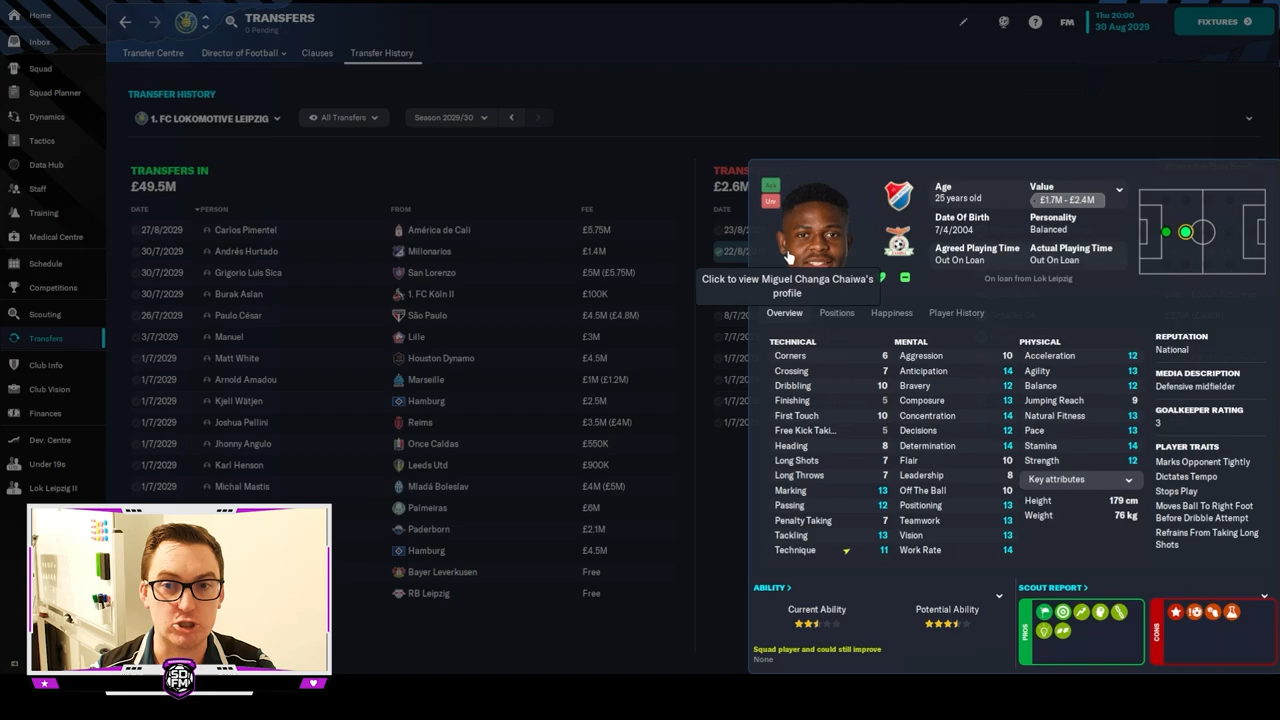 Home
Inbox
Squad
Squad Planner
Dynamics
Tactics
Data Hub
Staff
Training
Medical Centre
Schedule
Competitions
Scouting
Transfers
Club Info
Club Vision
Finances
Dev. Centre
Under 19s
Lok Leipzig II
TRANSFERS
0 Pending
FM
Thu 20:00
30 Aug 2029
FIXTURES
Transfer Centre
Director of Football
Clauses
Transfer History
TRANSFER HISTORY
1. FC LOKOMOTIVE LEIPZIG
All Transfers
Season 2029/30
TRANSFERS IN
£49.5M
DATE PERSON FROM FEE
27/8/2029 Carlos Pimentel América de Cali £5.75M
30/7/2029 Andrés Hurtado Millonarios £1.4M
30/7/2029 Grigorio Luis Sica San Lorenzo £5M (£5.75M)
30/7/2029 Burak Aslan 1. FC Köln II £100K
26/7/2029 Paulo César São Paulo £4.5M (£4.8M)
3/7/2029 Manuel Lille £3M
1/7/2029 Matt White Houston Dynamo £4.5M
1/7/2029 Arnold Amadou Marseille £1M (£1.2M)
1/7/2029 Kjell Wätjen Hamburg £2.5M
1/7/2029 Joshua Pellini Reims £3.5M (£4M)
1/7/2029 Jhonny Angulo Once Caldas £550K
1/7/2029 Karl Henson Leeds Utd £900K
1/7/2029 Michal Mastis Mladá Boleslav £4M (£5M)
Palmeiras £6M
Paderborn £2.1M
Hamburg £4.5M
Bayer Leverkusen Free
RB Leipzig Free
£2.6M
DATE
Unv
Age
25 years old
Value
£1.7M - £2.4M
Date Of Birth
7/4/2004
Personality
Balanced
Agreed Playing Time
Out On Loan
Actual Playing Time
Out On Loan
On loan from Lok Leipzig
Click to view Miguel Changa Chaiwa's
profile
Overview
Positions
Happiness
Player History
TECHNICAL
Corners 6
Crossing 7
Dribbling 10
Finishing 5
First Touch 10
Free Kick Taki... 5
Heading 8
Long Shots 7
Long Throws 7
Marking 13
Passing 12
Penalty Taking 7
Tackling 13
Technique 11
MENTAL
Aggression 10
Anticipation 14
Bravery 12
Composure 13
Concentration 14
Decisions 12
Determination 14
Flair 10
Leadership 8
Off The Ball 10
Positioning 13
Teamwork 13
Vision 13
Work Rate 14
PHYSICAL
Acceleration 12
Agility 13
Balance 12
Jumping Reach 9
Natural Fitness 13
Pace 13
Stamina 14
Strength 12
Key attributes
Height 179 cm
Weight 76 kg
REPUTATION
National
MEDIA DESCRIPTION
Defensive midfielder
GOALKEEPER RATING
3
PLAYER TRAITS
Marks Opponent Tightly
Dictates Tempo
Stops Play
Moves Ball To Right Foot
Before Dribble Attempt
Refrains From Taking Long
Shots
ABILITY >
Current Ability
Potential Ability
Squad player and could still improve
None
SCOUT REPORT >
PROS
CONS
SDFM